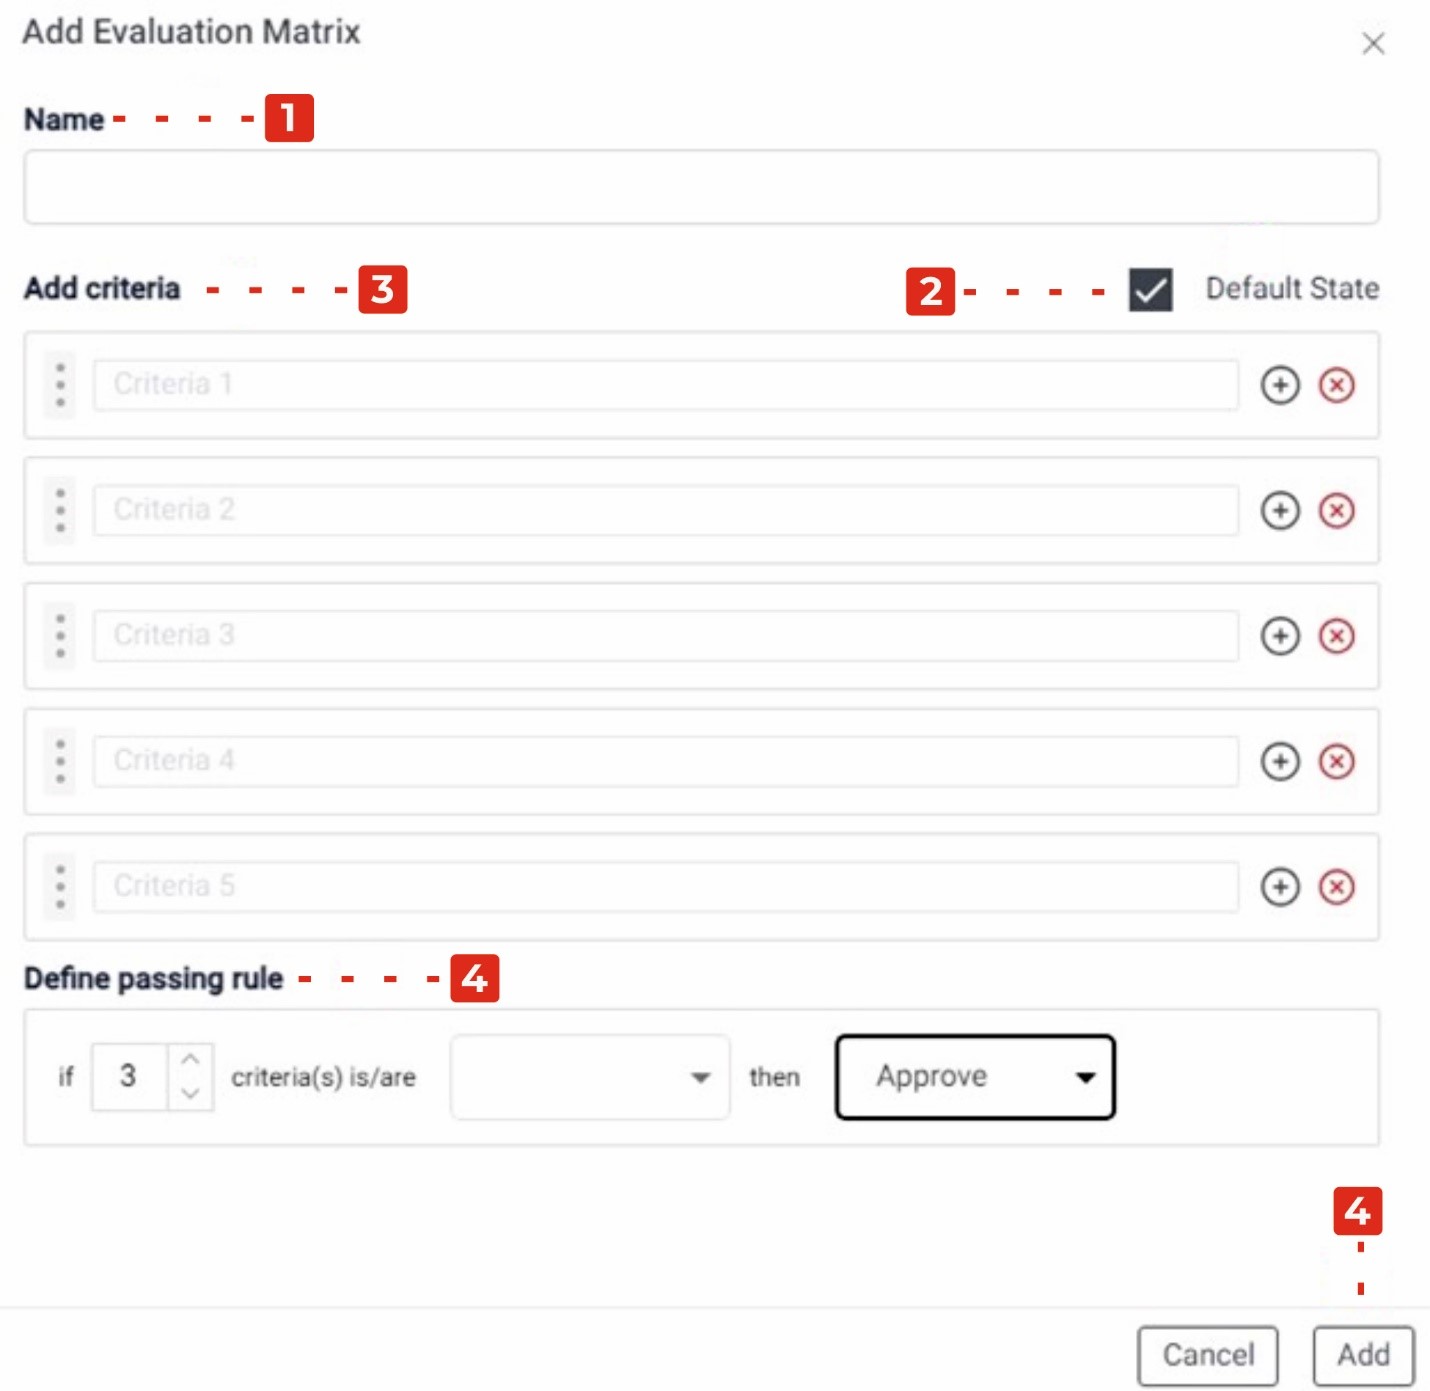 Add Evaluation Matrix
Name 1
Add criteria 3 2 Default State
Criteria 1
Criteria 2
Criteria 3
Criteria 4
Criteria 5
Define passing rule 4
if 3 criteria(s) is/are then Approve
4
Cancel Add